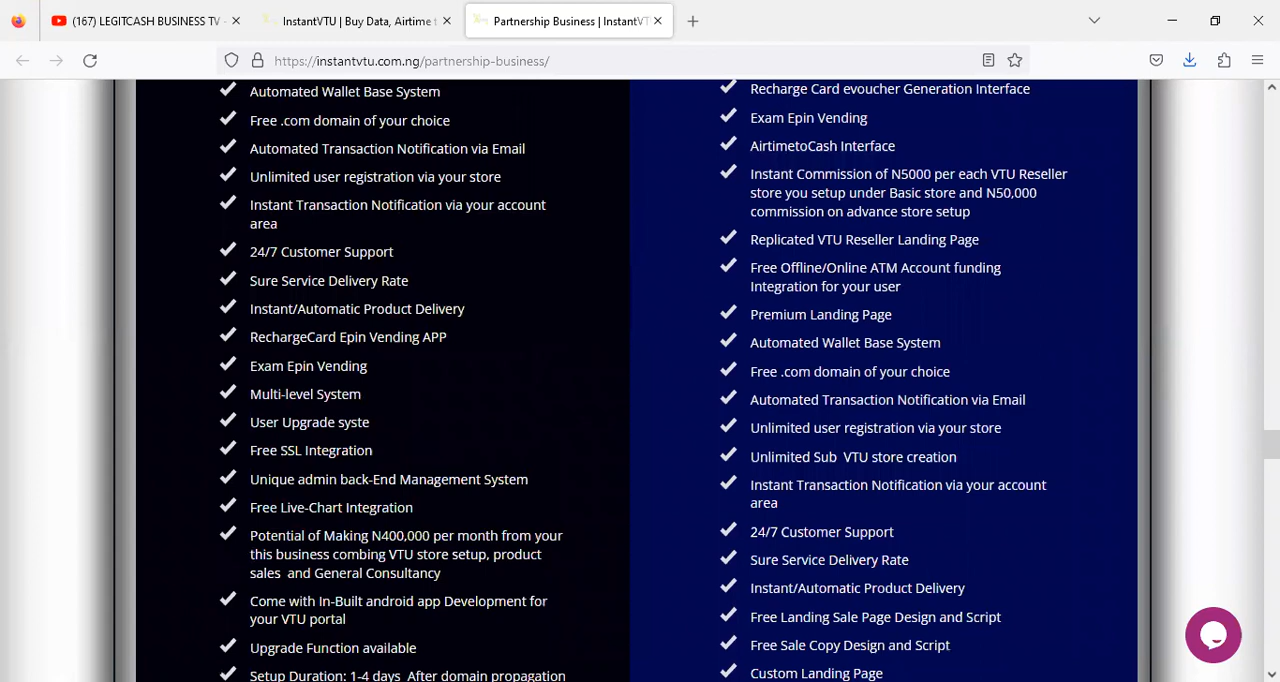 (167) LEGITCASH BUSINESS TV -
InstantVTU | Buy Data, Airtime t
Partnership Business | InstantVT
https://instantvtu.com.ng/partnership-business/
Automated Wallet Base System
Free .com domain of your choice
Automated Transaction Notification via Email
Unlimited user registration via your store
Instant Transaction Notification via your account
area
24/7 Customer Support
Sure Service Delivery Rate
Instant/Automatic Product Delivery
RechargeCard Epin Vending APP
Exam Epin Vending
Multi-level System
User Upgrade syste
Free SSL Integration
Unique admin back-End Management System
Free Live-Chart Integration
Potential of Making N400,000 per month from your
this business combing VTU store setup, product
sales and General Consultancy
Come with In-Built android app Development for
your VTU portal
Upgrade Function available
Setup Duration: 1-4 days After domain propagation
Recharge Card evoucher Generation Interface
Exam Epin Vending
AirtimetoCash Interface
Instant Commission of N5000 per each VTU Reseller
store you setup under Basic store and N50,000
commission on advance store setup
Replicated VTU Reseller Landing Page
Free Offline/Online ATM Account funding
Integration for your user
Premium Landing Page
Automated Wallet Base System
Free .com domain of your choice
Automated Transaction Notification via Email
Unlimited user registration via your store
Unlimited Sub VTU store creation
Instant Transaction Notification via your account
area
24/7 Customer Support
Sure Service Delivery Rate
Instant/Automatic Product Delivery
Free Landing Sale Page Design and Script
Free Sale Copy Design and Script
Custom Landing Page